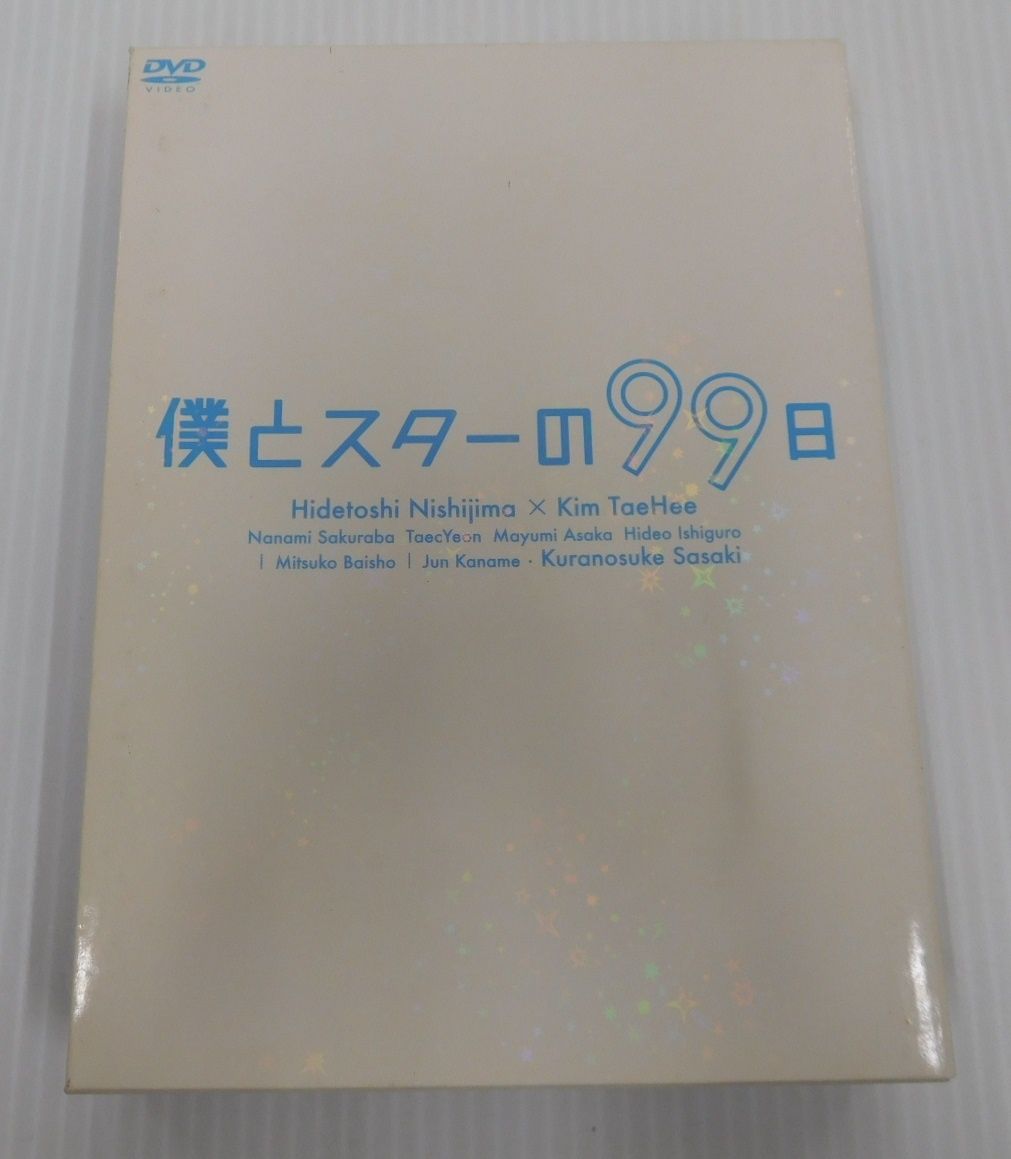 DVD
VIDEO
僕とスターの99日
Hidetoshi Nishijima × Kim TaeHee
Nanami Sakuraba TaecYeon Mayumi Asaka Hideo Ishiguro
| Mitsuko Baisho | Jun Kaname · Kuranosuke Sasaki